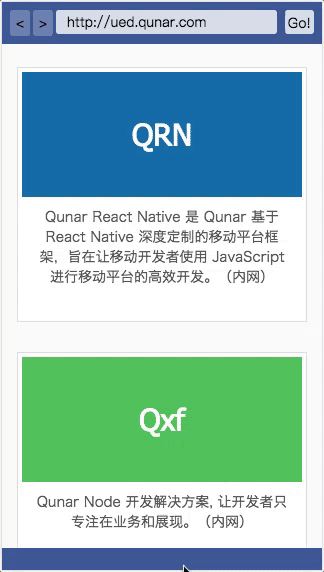 < > http://ued.qunar.com Go!
QRN
Qunar React Native 是 Qunar 基于
React Native 深度定制的移动平台框
架，旨在让移动开发者使用 JavaScript
进行移动平台的高效开发。（内网）
Qxf
Qunar Node 开发解决方案, 让开发者只
专注在业务和展现。（内网）